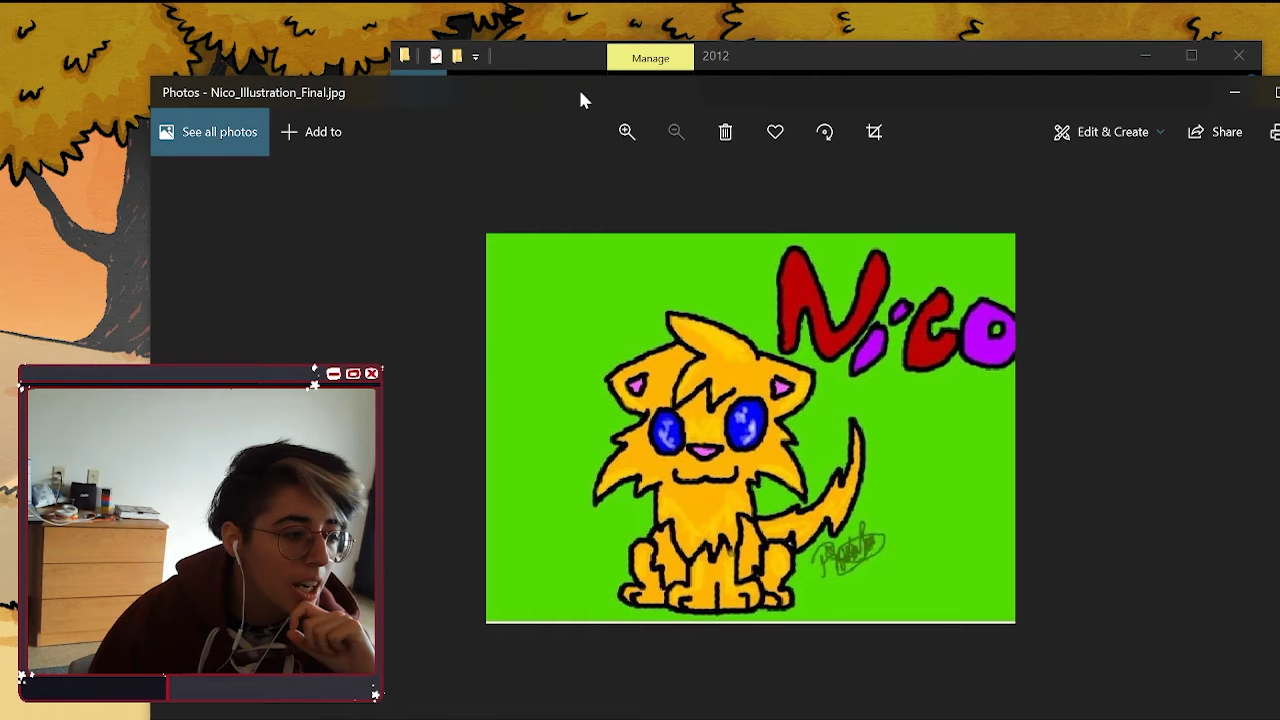 Manage
2012
Photos - Nico_Illustration_Final.jpg
See all photos
Add to
Edit & Create
Share
Nico